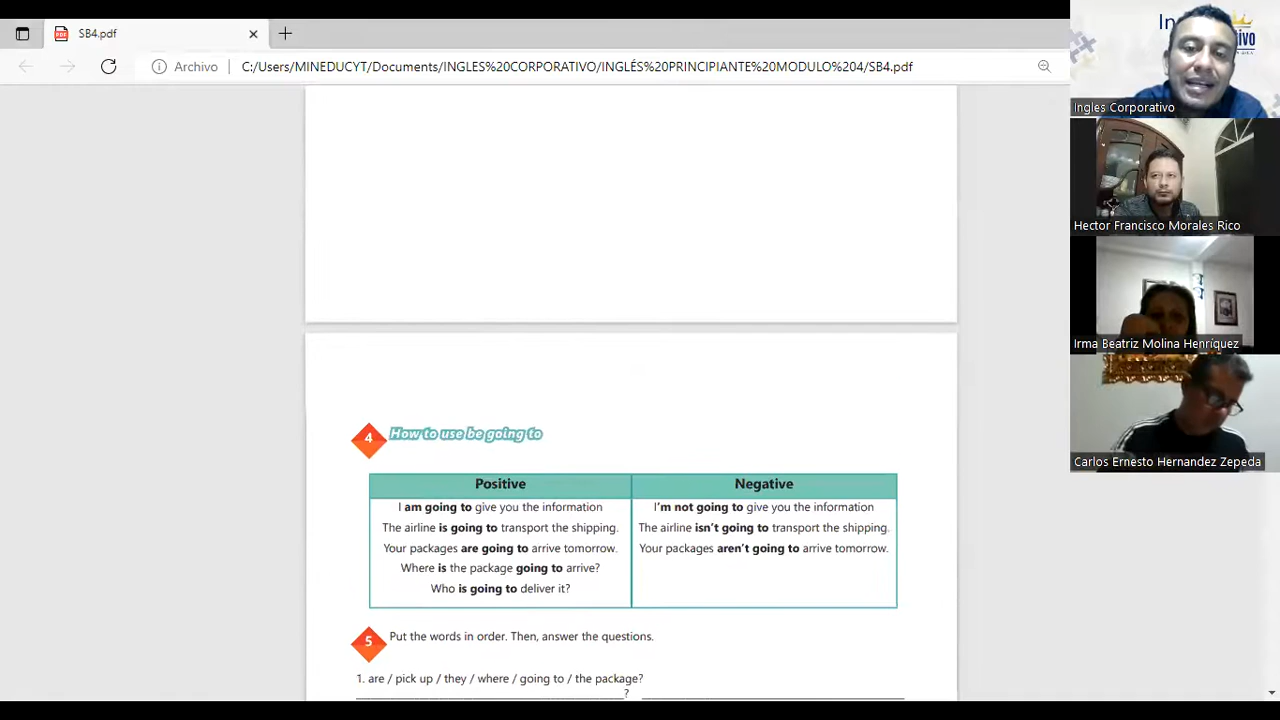 SB4.pdf
Archivo
C:/Users/MINEDUCYT/Documents/INGLES%20CORPORATIVO/INGLÉS%20PRINCIPIANTE%20MODULO%204/SB4.pdf
Ingles Corporativo
Hector Francisco Morales Rico
Irma Beatriz Molina Henríquez
Carlos Ernesto Hernandez Zepeda
4
How to use be going to
Positive
I am going to give you the information
The airline is going to transport the shipping.
Your packages are going to arrive tomorrow.
Where is the package going to arrive?
Who is going to deliver it?
Negative
I'm not going to give you the information
The airline isn't going to transport the shipping.
Your packages aren't going to arrive tomorrow.
5
Put the words in order. Then, answer the questions.
1. are / pick up / they / where / going to / the package?
?